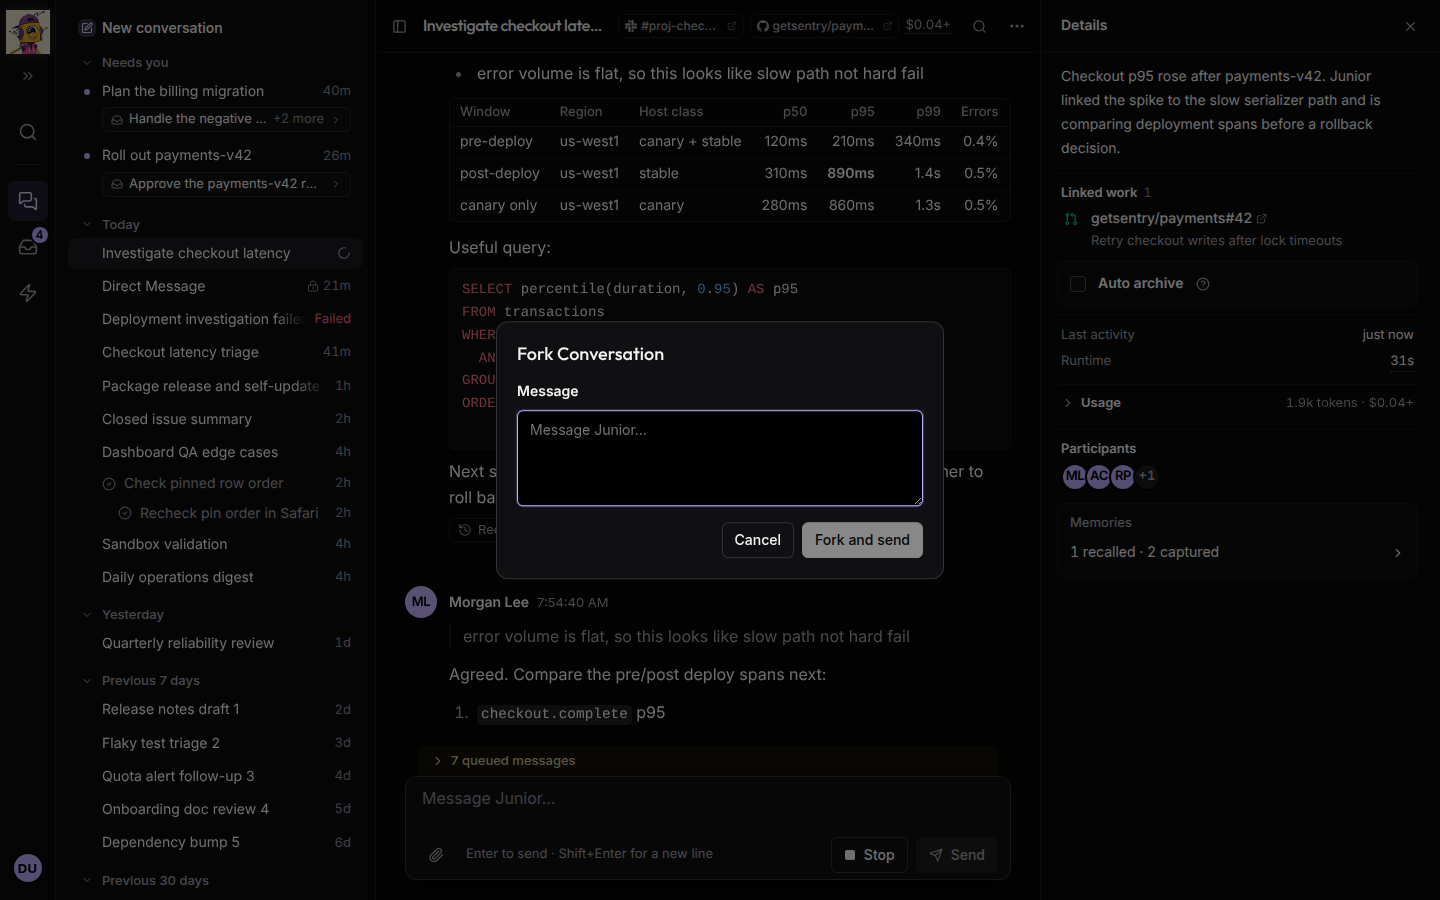 New conversation
Needs you
Plan the billing migration 40m
Handle the negative ... +2 more
Roll out payments-v42 26m
Approve the payments-v42 r...
Today
Investigate checkout latency
Direct Message 21m
Deployment investigation faile Failed
Checkout latency triage 41m
Package release and self-update 1h
Closed issue summary 2h
Dashboard QA edge cases 4h
Check pinned row order 2h
Recheck pin order in Safari 2h
Sandbox validation 4h
Daily operations digest 4h
Yesterday
Quarterly reliability review 1d
Previous 7 days
Release notes draft 1 2d
Flaky test triage 2 3d
Quota alert follow-up 3 4d
Onboarding doc review 4 5d
Dependency bump 5 6d
Previous 30 days
4
DU
Investigate checkout late... #proj-chec... getsentry/paym... $0.04+
error volume is flat, so this looks like slow path not hard fail
Window Region Host class p50 p95 p99 Errors
pre-deploy us-west1 canary + stable 120ms 210ms 340ms 0.4%
post-deploy us-west1 stable 310ms 890ms 1.4s 0.5%
canary only us-west1 canary 280ms 860ms 1.3s 0.5%
Useful query:
SELECT percentile(duration, 0.95) AS p95
FROM transactions
WHER
AN
GROU
ORDE
Next s
her to
roll ba
Re
Fork Conversation
Message
Message Junior...
Cancel Fork and send
ML Morgan Lee 7:54:40 AM
error volume is flat, so this looks like slow path not hard fail
Agreed. Compare the pre/post deploy spans next:
1. checkout.complete p95
7 queued messages
Message Junior...
Enter to send · Shift+Enter for a new line Stop Send
Details
Checkout p95 rose after payments-v42. Junior
linked the spike to the slow serializer path and is
comparing deployment spans before a rollback
decision.
Linked work 1
getsentry/payments#42
Retry checkout writes after lock timeouts
Auto archive
Last activity just now
Runtime 31s
Usage 1.9k tokens · $0.04+
Participants
ML AC RP +1
Memories
1 recalled · 2 captured